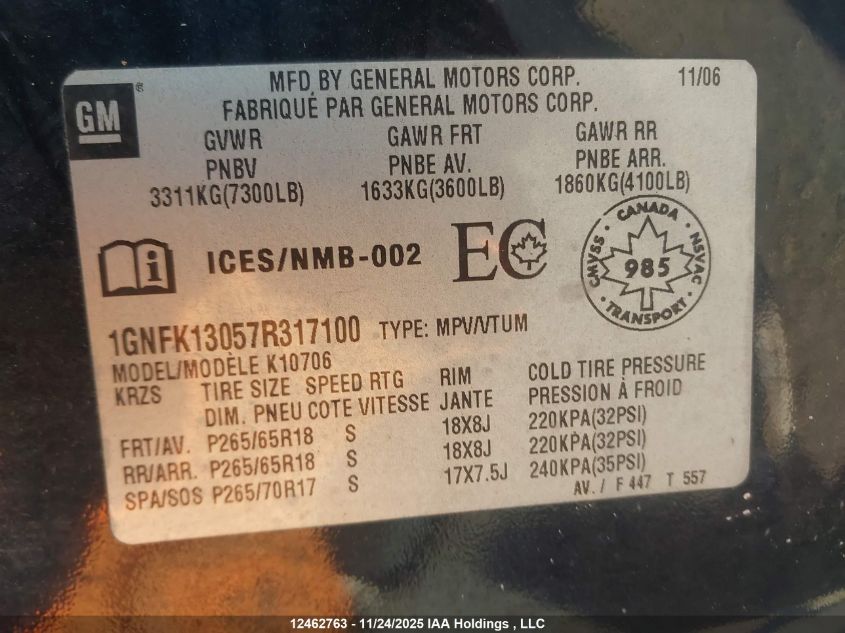 MFD BY GENERAL MOTORS CORP. 11/06
FABRIQUÉ PAR GENERAL MOTORS CORP.
GM ®
GVWR GAWR FRT GAWR RR
PNBV PNBE AV. PNBE ARR.
3311KG(7300LB) 1633KG(3600LB) 1860KG(4100LB)
i ICES/NMB-002 EC
CANADA
CMVSS 985 NSVAC
TRANSPORT
1GNFK13057R317100 TYPE: MPV/VTUM
MODEL/MODÈLE K10706
KRZS TIRE SIZE SPEED RTG RIM COLD TIRE PRESSURE
DIM. PNEU COTE VITESSE JANTE PRESSION À FROID
FRT/AV. P265/65R18 S 18X8J 220KPA(32PSI)
RR/ARR. P265/65R18 S 18X8J 220KPA(32PSI)
SPA/SOS P265/70R17 S 17X7.5J 240KPA(35PSI)
AV. / F 447 T 557
12462763 - 11/24/2025 IAA Holdings , LLC